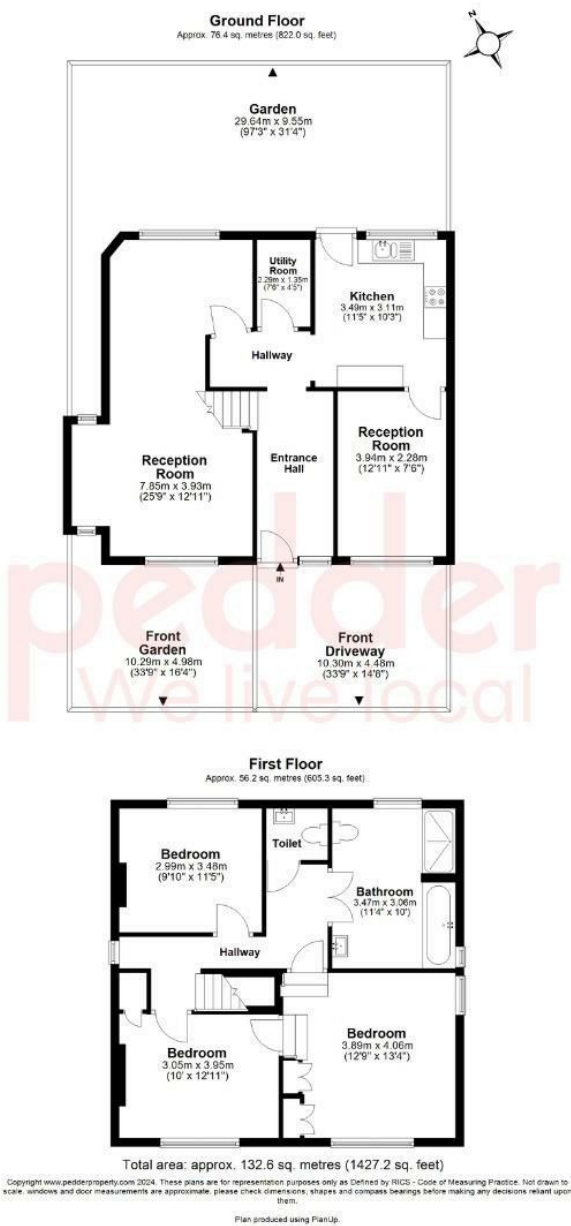 Ground Floor
Approx. 76.4 sq. metres (822.0 sq. feet)
N
Garden
29.64m x 9.55m
(97'3" x 31'4")
Utility
Room
2.29m x 1.35m
(7'6" x 4'5")
Kitchen
3.49m x 3.11m
(11'5" x 10'3")
Hallway
Reception
Room
7.85m x 3.93m
(25'9" x 12'11")
Entrance
Hall
Reception
Room
3.94m x 2.28m
(12'11" x 7'6")
IN
pedder
We live local
Front
Garden
10.29m x 4.98m
(33'9" x 16'4")
Front
Driveway
10.30m x 4.48m
(33'9" x 14'8")
First Floor
Approx. 56.2 sq. metres (605.3 sq. feet)
Bedroom
2.99m x 3.48m
(9'10" x 11'5")
Toilet
Bathroom
3.47m x 3.06m
(11'4" x 10')
Hallway
Bedroom
3.05m x 3.95m
(10' x 12'11")
Bedroom
3.89m x 4.06m
(12'9" x 13'4")
Total area: approx. 132.6 sq. metres (1427.2 sq. feet)
Copyright www.pedderproperty.com 2024. These plans are for representation purposes only as Defined by RICS - Code of Measuring Practice. Not drawn to
scale, windows and door measurements are approximate, please check dimensions, shapes and compass bearings before making any decisions reliant upon
them.
Plan produced using PlanUp.